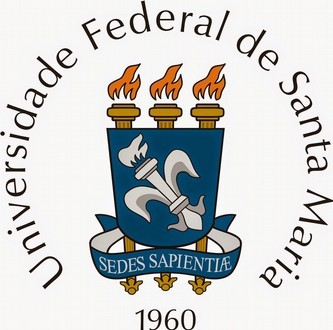 Universidade Federal de Santa Maria
SEDES SAPIENTIÆ
1960